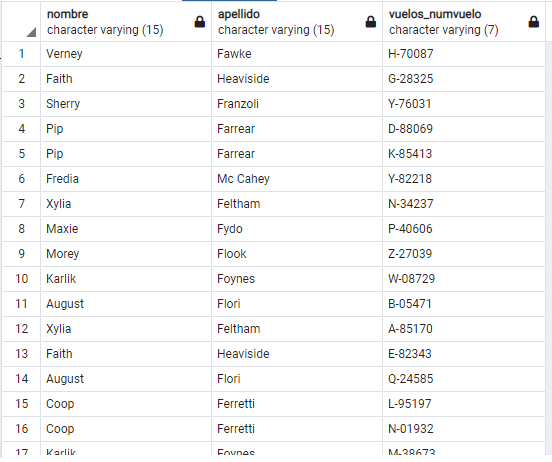 nombre apellido vuelos_numvuelo
character varying (15) character varying (15) character varying (7)
1 Verney Fawke H-70087
2 Faith Heaviside G-28325
3 Sherry Franzoli Y-76031
4 Pip Farrear D-88069
5 Pip Farrear K-85413
6 Fredia Mc Cahey Y-82218
7 Xylia Feltham N-34237
8 Maxie Fydo P-40606
9 Morey Flook Z-27039
10 Karlik Foynes W-08729
11 August Flori B-05471
12 Xylia Feltham A-85170
13 Faith Heaviside E-82343
14 August Flori Q-24585
15 Coop Ferretti L-95197
16 Coop Ferretti N-01932
17 Karlik Foynes M-38673